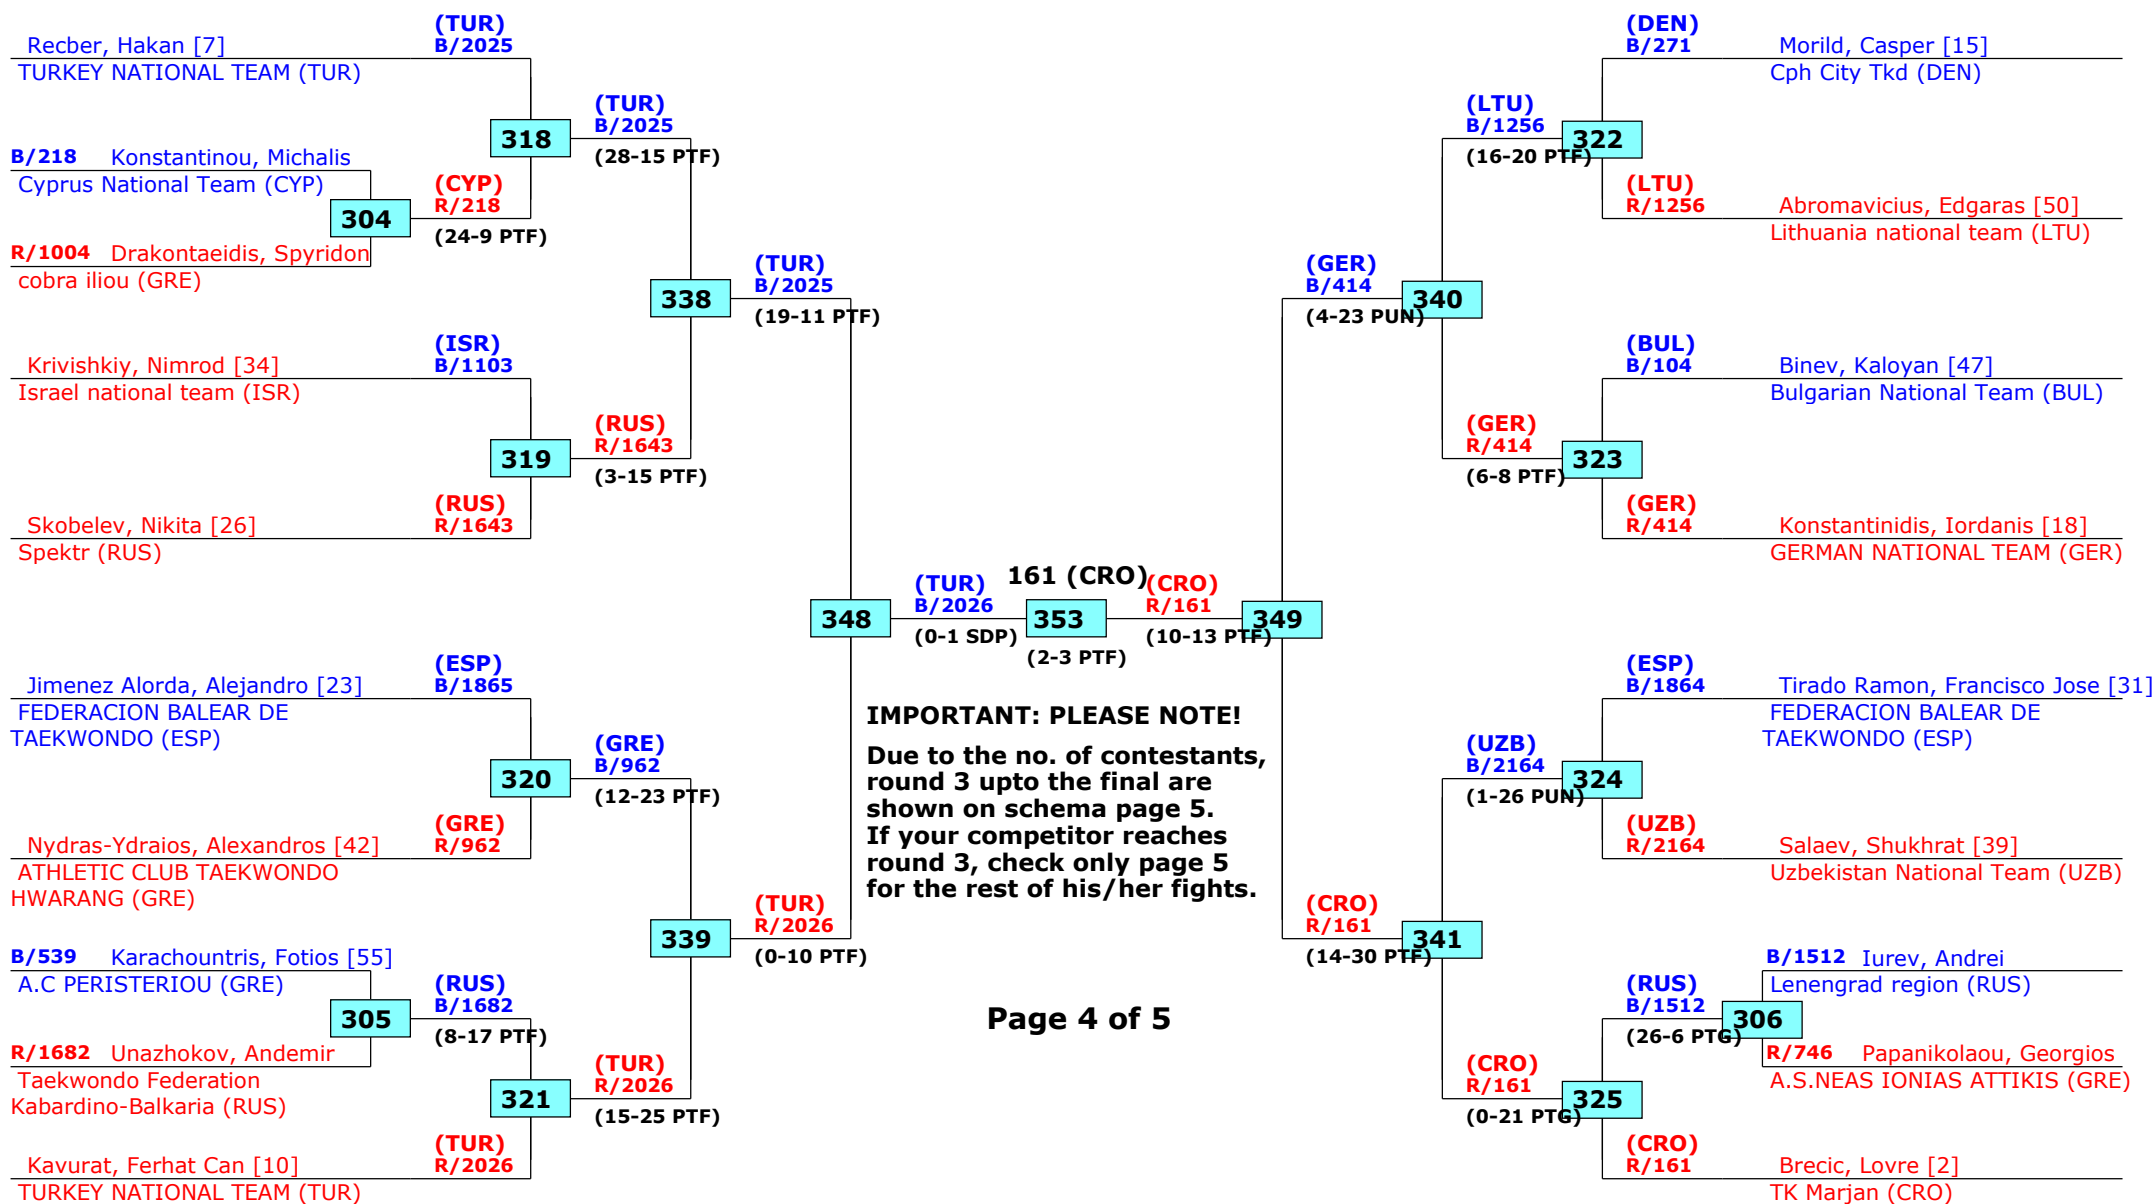 (TUR)
Recber, Hakan [7] B/2025
TURKEY NATIONAL TEAM (TUR)
318
(TUR)
B/2025
(28-15 PTF)
B/218 Konstantinou, Michalis
Cyprus National Team (CYP)
304
(CYP)
R/218
(24-9 PTF)
R/1004 Drakontaeidis, Spyridon
cobra iliou (GRE)
338
(TUR)
B/2025
(19-11 PTF)
(ISR)
Krivishkiy, Nimrod [34] B/1103
Israel national team (ISR)
319
(RUS)
R/1643
(3-15 PTF)
(RUS)
Skobelev, Nikita [26] R/1643
Spektr (RUS)
348
(TUR)
B/2026
(0-1 SDP)
161 (CRO)
353
(2-3 PTF)
(CRO)
R/161
(10-13 PTF)
349
(ESP)
Jimenez Alorda, Alejandro [23] B/1865
FEDERACION BALEAR DE
TAEKWONDO (ESP)
320
(GRE)
B/962
(12-23 PTF)
(GRE)
Nydras-Ydraios, Alexandros [42] R/962
ATHLETIC CLUB TAEKWONDO
HWARANG (GRE)
339
(TUR)
R/2026
(0-10 PTF)
B/539 Karachountris, Fotios [55]
A.C PERISTERIOU (GRE)
305
(RUS)
B/1682
(8-17 PTF)
R/1682 Unazhokov, Andemir
Taekwondo Federation
Kabardino-Balkaria (RUS)
321
(TUR)
R/2026
(15-25 PTF)
(TUR)
Kavurat, Ferhat Can [10] R/2026
TURKEY NATIONAL TEAM (TUR)
IMPORTANT: PLEASE NOTE!
Due to the no. of contestants,
round 3 upto the final are
shown on schema page 5.
If your competitor reaches
round 3, check only page 5
for the rest of his/her fights.
Page 4 of 5
(DEN)
B/271 Morild, Casper [15]
Cph City Tkd (DEN)
(LTU)
B/1256
(16-20 PTF)
322
(LTU)
R/1256 Abromavicius, Edgaras [50]
Lithuania national team (LTU)
(GER)
B/414
(4-23 PUN)
340
(BUL)
B/104 Binev, Kaloyan [47]
Bulgarian National Team (BUL)
(GER)
R/414
(6-8 PTF)
323
(GER)
R/414 Konstantinidis, Iordanis [18]
GERMAN NATIONAL TEAM (GER)
(ESP)
B/1864 Tirado Ramon, Francisco Jose [31]
FEDERACION BALEAR DE
TAEKWONDO (ESP)
(UZB)
B/2164
(1-26 PUN)
324
(UZB)
R/2164 Salaev, Shukhrat [39]
Uzbekistan National Team (UZB)
(CRO)
R/161
(14-30 PTF)
341
B/1512 Iurev, Andrei
Lenengrad region (RUS)
(RUS)
B/1512
(26-6 PTG)
306
R/746 Papanikolaou, Georgios
A.S.NEAS IONIAS ATTIKIS (GRE)
(CRO)
R/161
(0-21 PTG)
325
(CRO)
R/161 Brecic, Lovre [2]
TK Marjan (CRO)